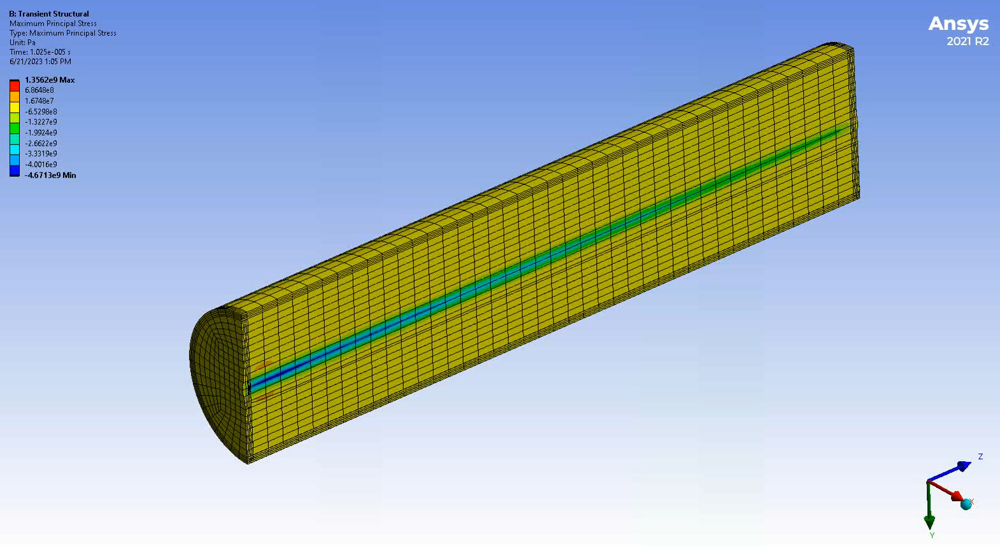 B: Transient Structural
Maximum Principal Stress
Type: Maximum Principal Stress
Unit: Pa
Time: 1.025e-005 s
6/21/2023 1:05 PM
1.3562e9 Max
6.8648e8
1.6748e7
-6.5298e8
-1.3227e9
-1.9924e9
-2.6622e9
-3.3319e9
-4.0016e9
-4.6713e9 Min
Ansys
2021 R2
Z
X
Y